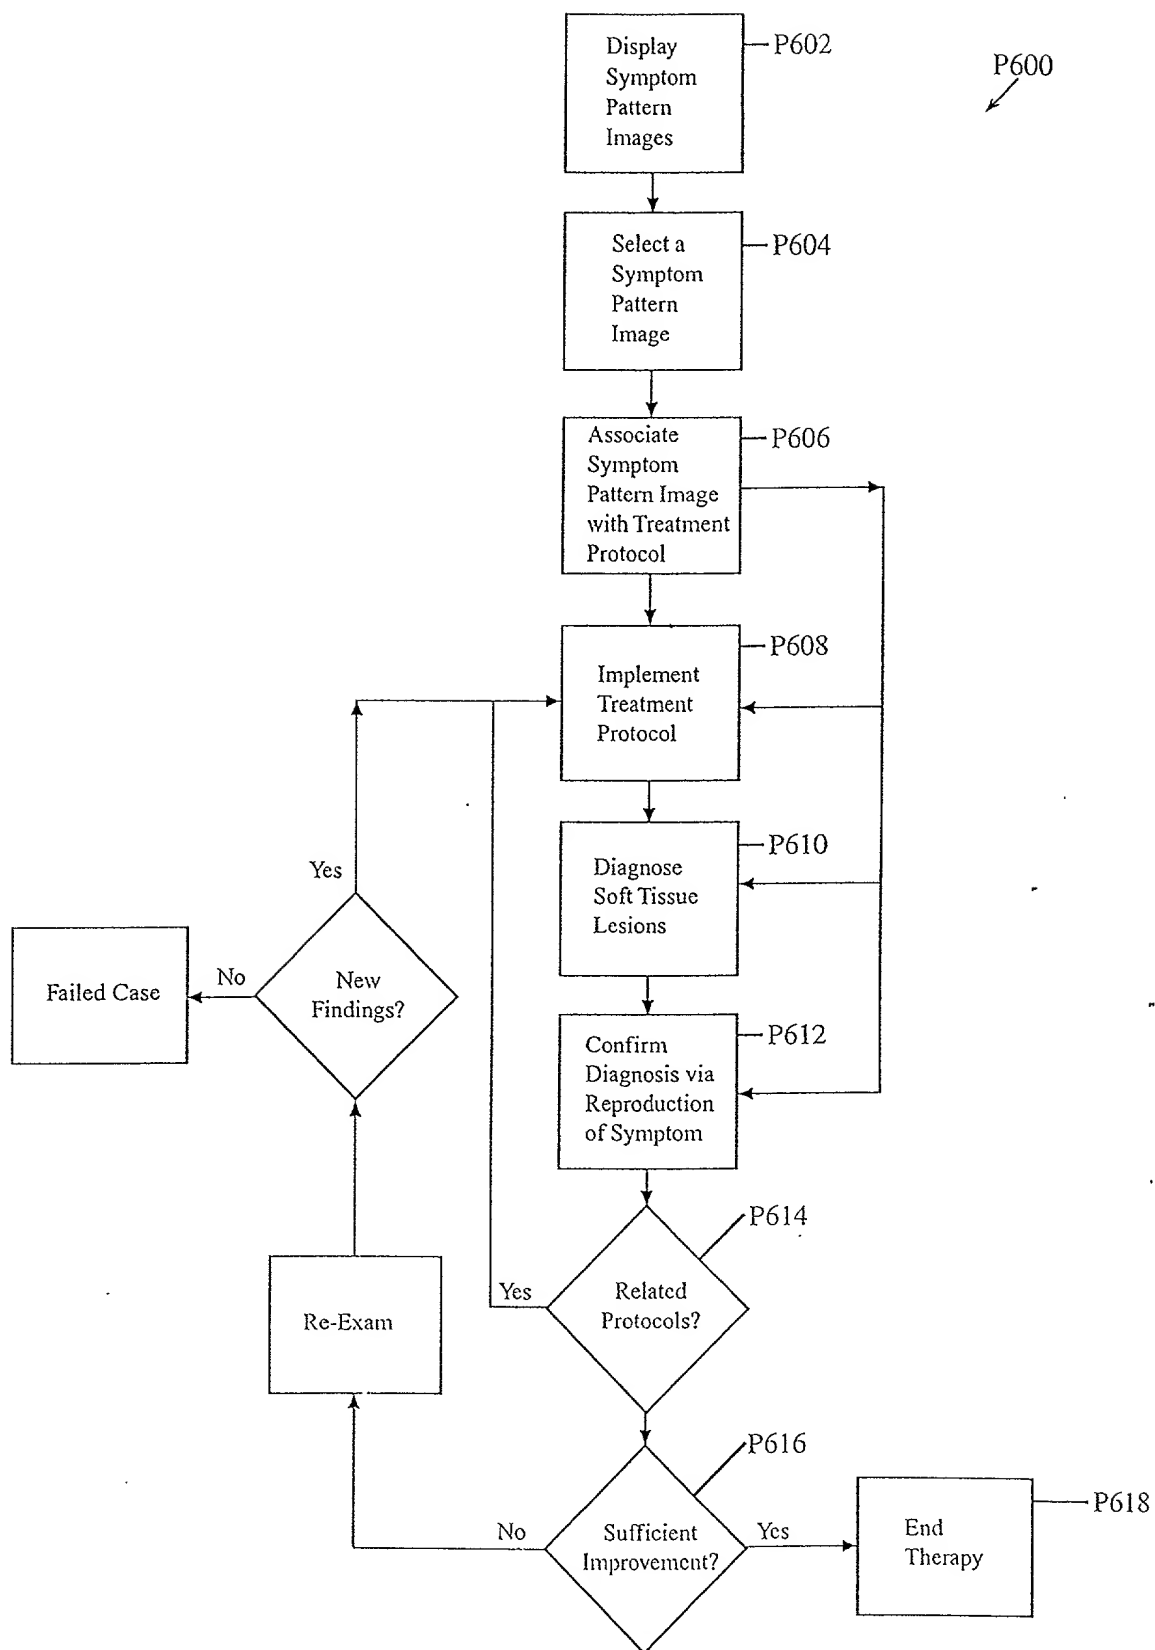 Display
Symptom
Pattern
Images
P602
P600
Select a
Symptom
Pattern
Image
P604
Associate
Symptom
Pattern Image
with Treatment
Protocol
P606
Implement
Treatment
Protocol
P608
Diagnose
Soft Tissue
Lesions
P610
Yes
New
Findings?
No
Failed Case
Confirm
Diagnosis via
Reproduction
of Symptom
P612
P614
Related
Protocols?
Yes
Re-Exam
P616
Sufficient
Improvement?
No
Yes
End
Therapy
P618